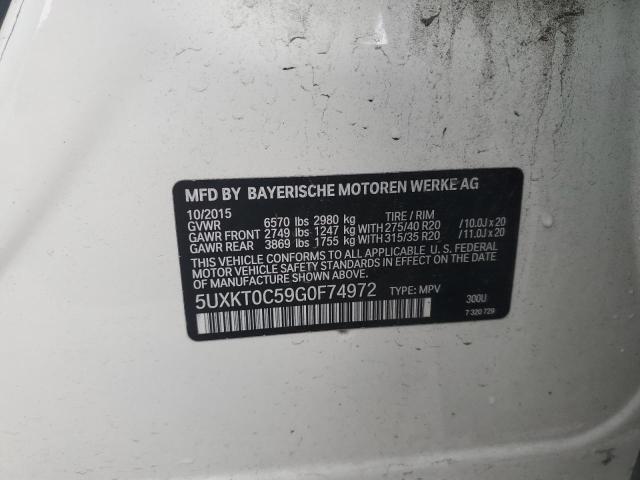 MFD BY BAYERISCHE MOTOREN WERKE AG
10/2015
GVWR 6570 lbs 2980 kg TIRE / RIM
GAWR FRONT 2749 lbs 1247 kg WITH 275/40 R20 /10.0J x 20
GAWR REAR 3869 lbs 1755 kg WITH 315/35 R20 /11.0J x 20
THIS VEHICLE CONFORMS TO ALL APPLICABLE U.S. FEDERAL
SAFETY AND THEFT PREVENTION STANDARDS IN EFFECT ON THE DATE
OF MANUFACTURE SHOWN ABOVE.
5UXKT0C59G0F74972 TYPE: MPV
300U
7 320 729